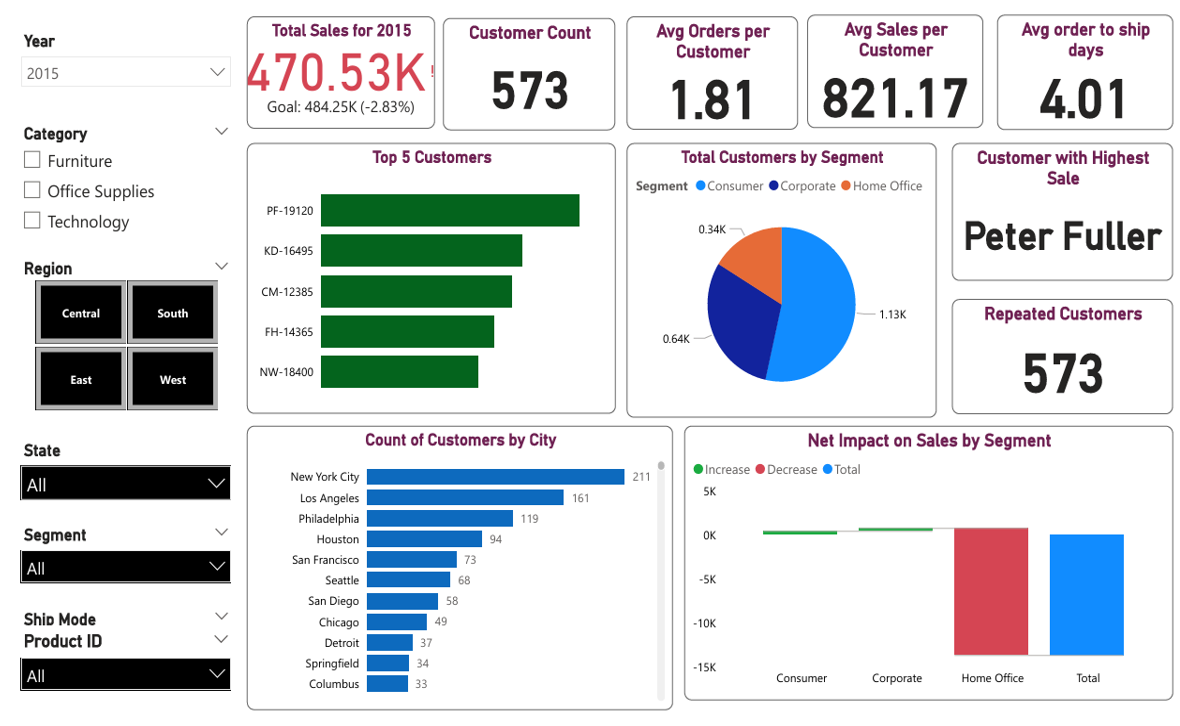 Year
2015
Category
Furniture
Office Supplies
Technology
Region
Central
South
East
West
State
All
Segment
All
Ship Mode
Product ID
All
Total Sales for 2015
470.53K!
Goal: 484.25K (-2.83%)
Customer Count
573
Avg Orders per
Customer
1.81
Avg Sales per
Customer
821.17
Avg order to ship
days
4.01
Top 5 Customers
PF-19120
KD-16495
CM-12385
FH-14365
NW-18400
Total Customers by Segment
Segment Consumer Corporate Home Office
0.34K
1.13K
0.64K
Customer with Highest
Sale
Peter Fuller
Repeated Customers
573
Count of Customers by City
New York City 211
Los Angeles 161
Philadelphia 119
Houston 94
San Francisco 73
Seattle 68
San Diego 58
Chicago 49
Detroit 37
Springfield 34
Columbus 33
Net Impact on Sales by Segment
Increase Decrease Total
5K
0K
-5K
-10K
-15K
Consumer Corporate Home Office Total